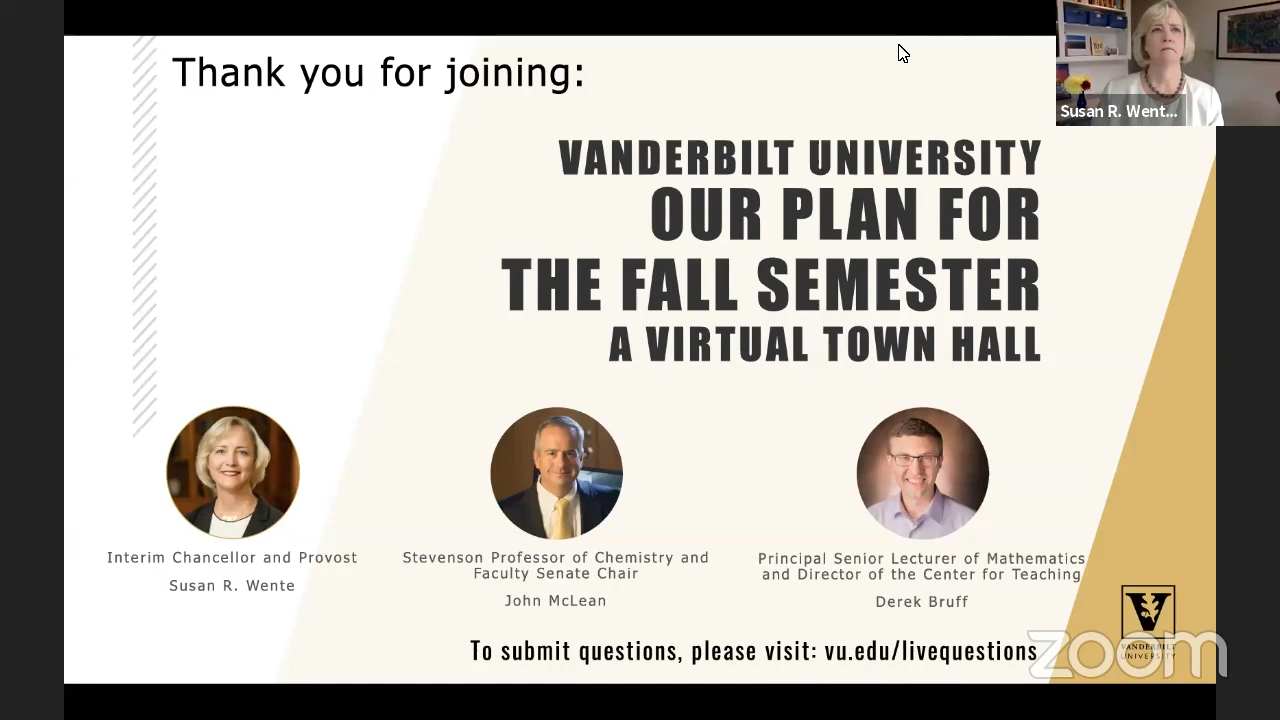 Thank you for joining:
Susan R. Went...
VANDERBILT UNIVERSITY
OUR PLAN FOR
THE FALL SEMESTER
A VIRTUAL TOWN HALL
Interim Chancellor and Provost
Susan R. Wente
Stevenson Professor of Chemistry and
Faculty Senate Chair
John McLean
Principal Senior Lecturer of Mathematics
and Director of the Center for Teaching
Derek Bruff
To submit questions, please visit: vu.edu/livequestions
V
VANDERBILT
UNIVERSITY
zoom